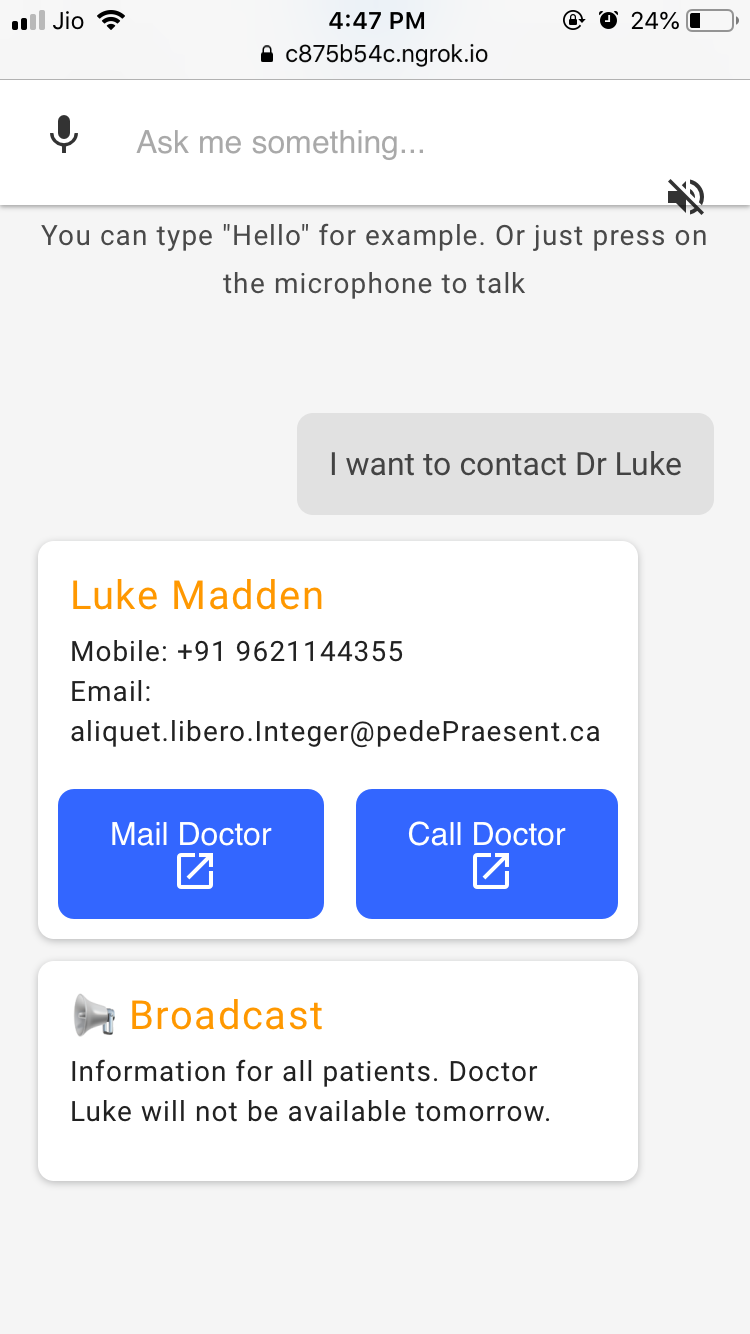 Jio 4:47 PM 24%
c875b54c.ngrok.io
Ask me something...
You can type "Hello" for example. Or just press on
the microphone to talk
I want to contact Dr Luke
Luke Madden
Mobile: +91 9621144355
Email:
aliquet.libero.Integer@pedePraesent.ca
Mail Doctor Call Doctor
Broadcast
Information for all patients. Doctor
Luke will not be available tomorrow.